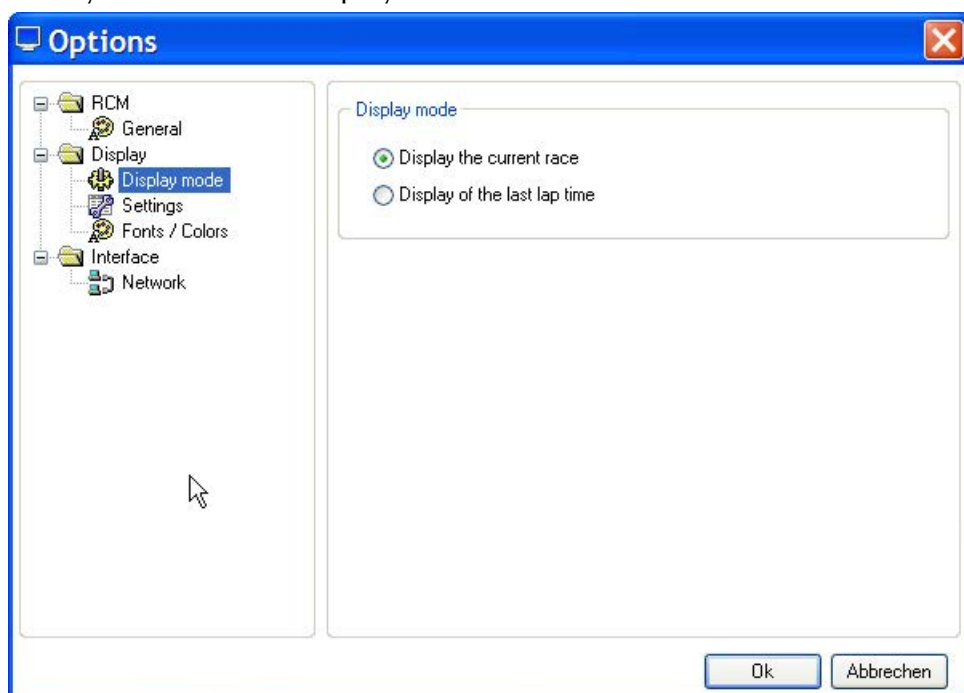 Options
RCM
General
Display
Display mode
Settings
Fonts / Colors
Interface
Network
Display mode
Display the current race
Display of the last lap time
Ok
Abbrechen